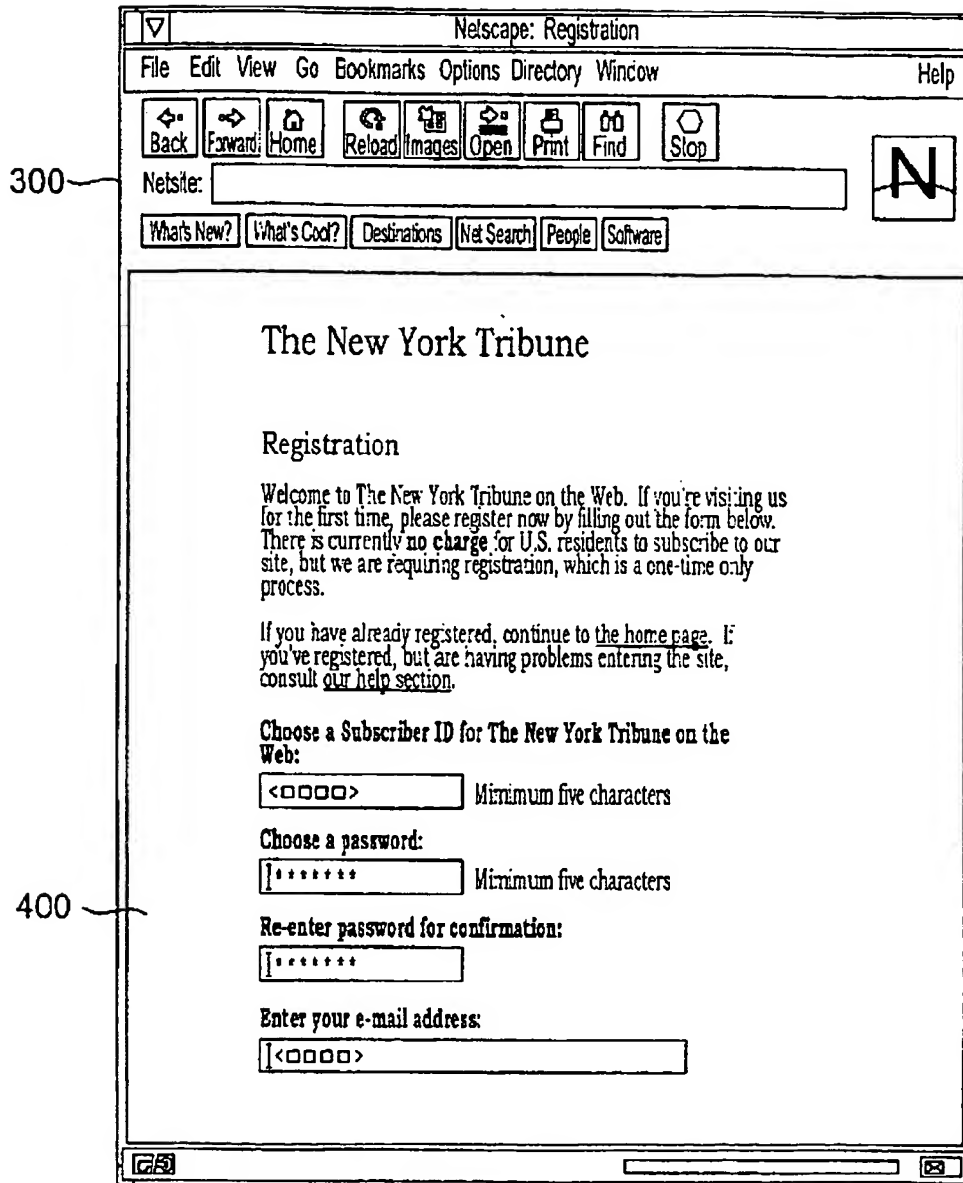 Netscape: Registration
File Edit View Go Bookmarks Options Directory Window Help
Back Forward Home Reload Images Open Print Find Stop
N
300
Netsite:
What's New? What's Cool? Destinations Net Search People Software
The New York Tribune
Registration
Welcome to The New York Tribune on the Web. If you're visiting us
for the first time, please register now by filling out the form below.
There is currently no charge for U.S. residents to subscribe to our
site, but we are requiring registration, which is a one-time only
process.
If you have already registered, continue to the home page. If
you've registered, but are having problems entering the site,
consult our help section.
Choose a Subscriber ID for The New York Tribune on the
Web:
<□□□□> Minimum five characters
Choose a password:
******* Minimum five characters
400
Re-enter password for confirmation:
*******
Enter your e-mail address:
<□□□□>